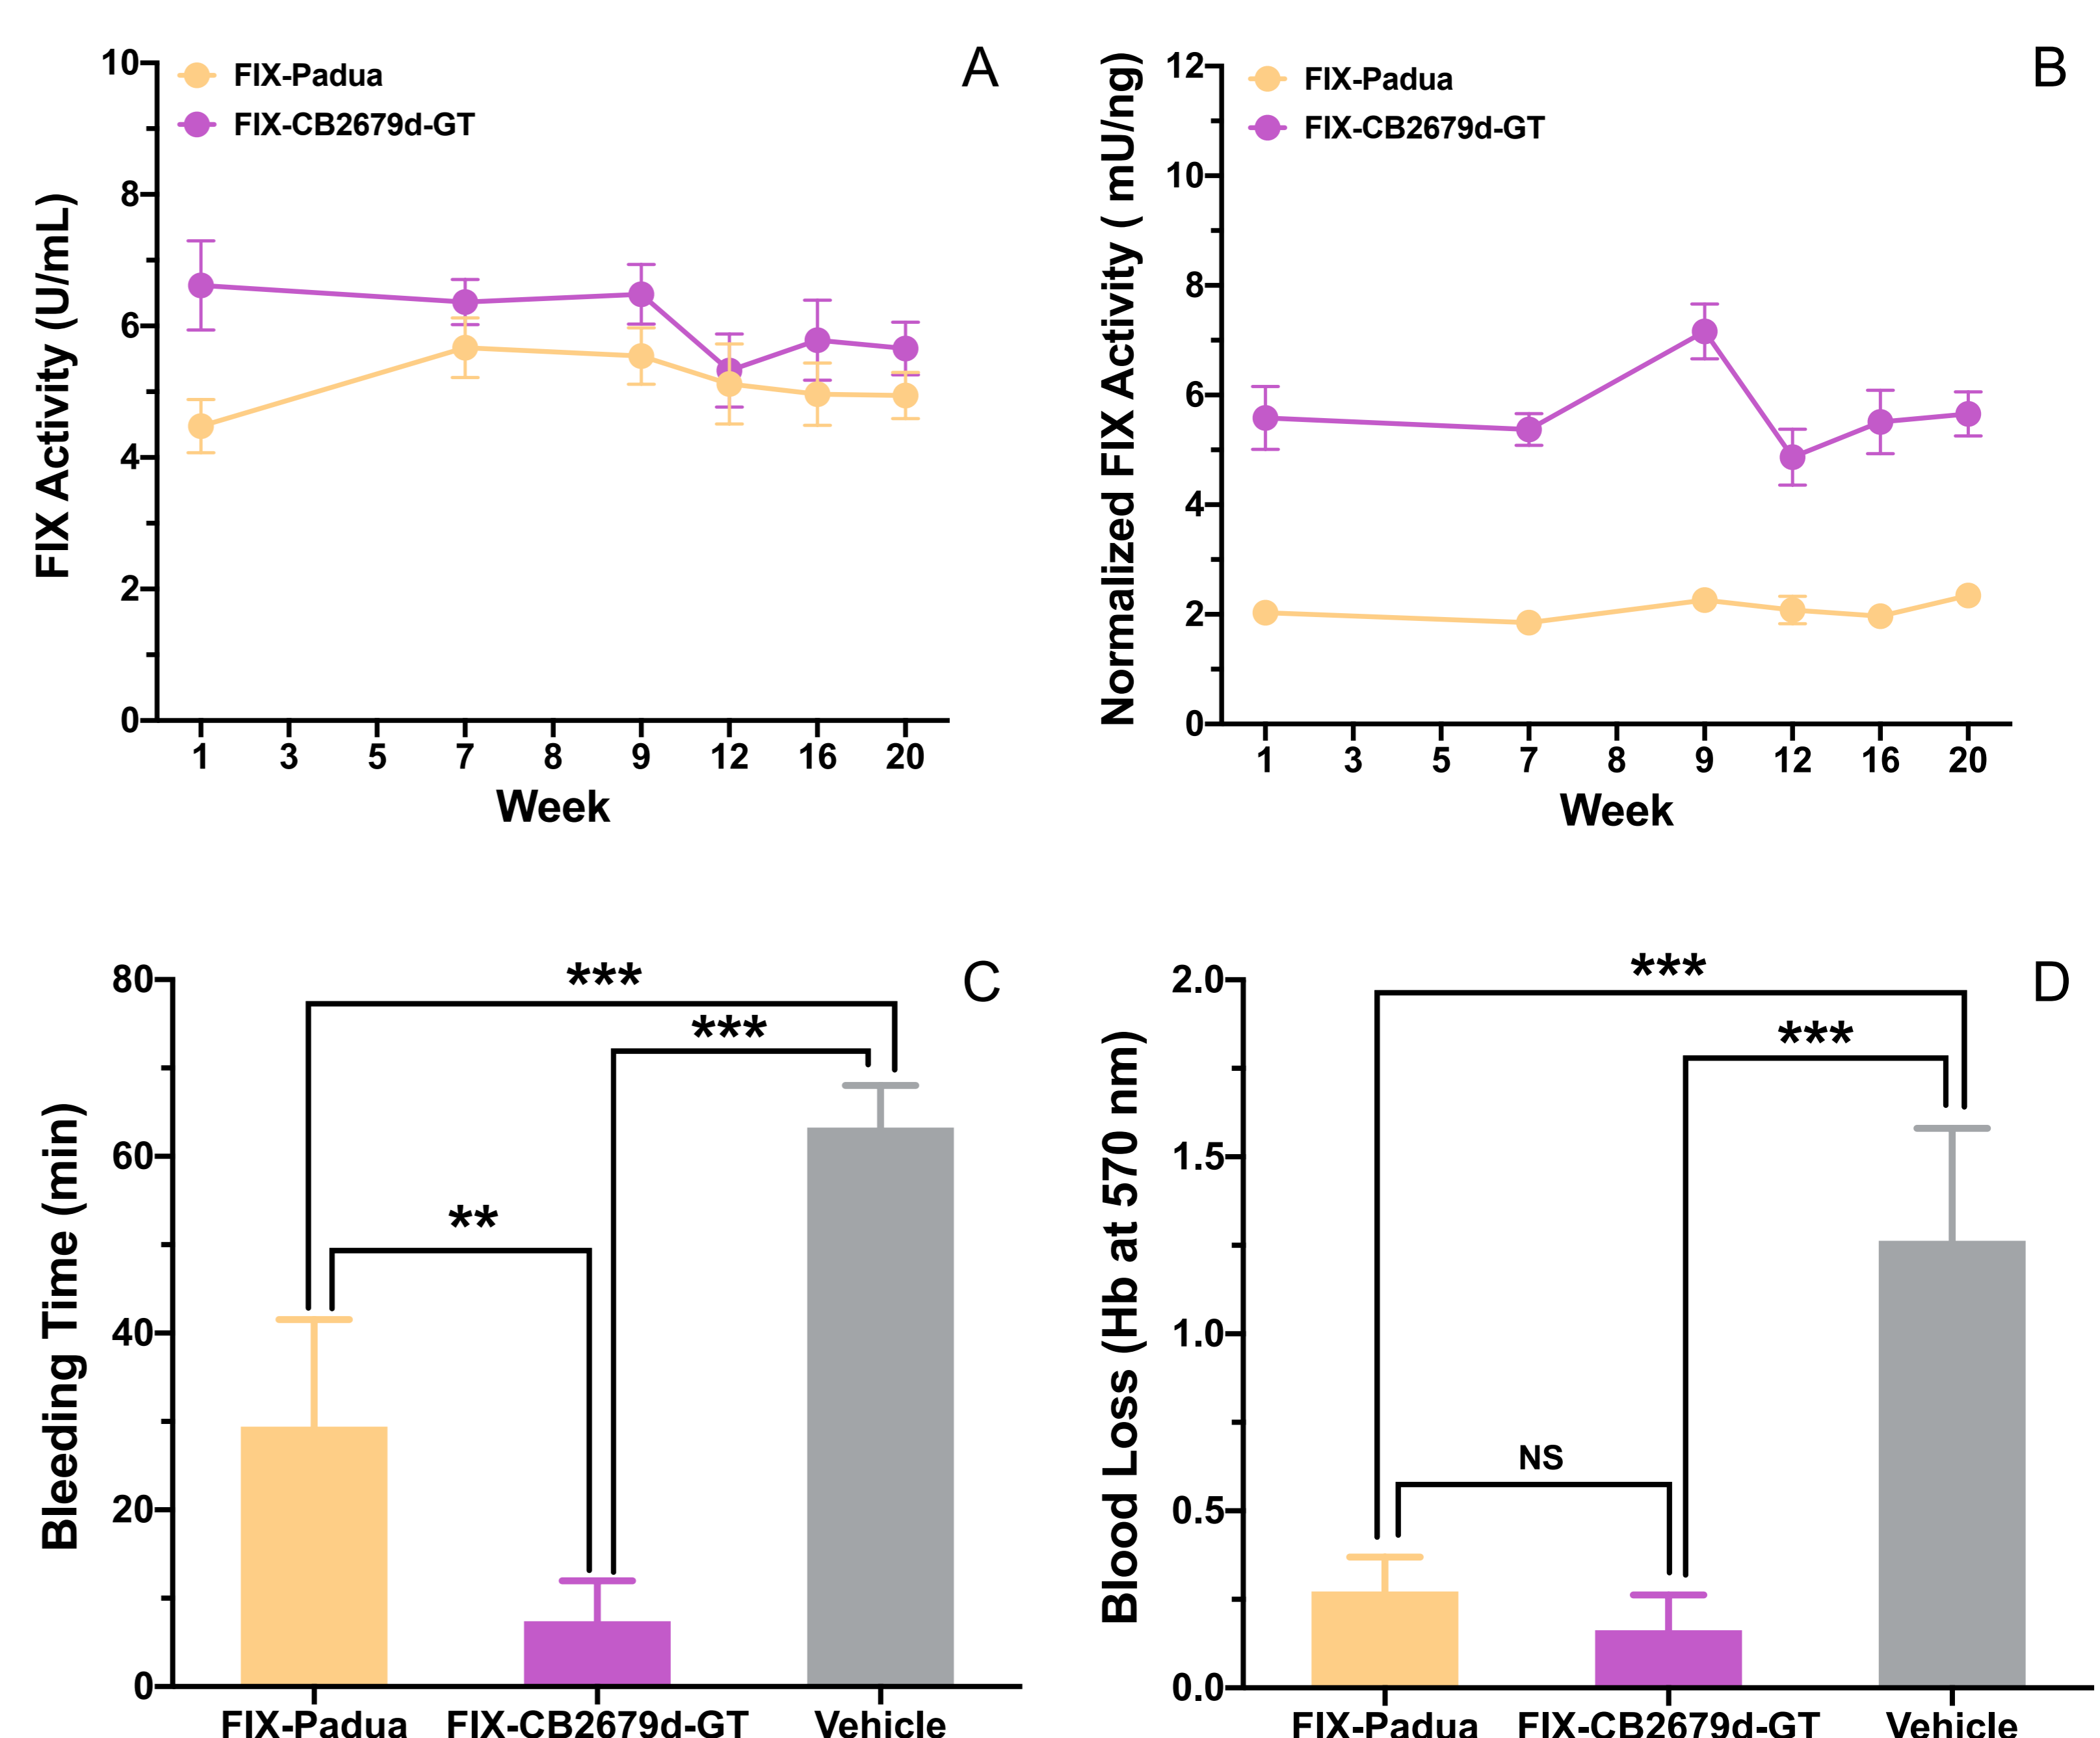 A
FIX-Padua
FIX-CB2679d-GT
FIX Activity (U/mL)
10
8
6
4
2
0
1 3 5 7 8 9 12 16 20
Week
B
FIX-Padua
FIX-CB2679d-GT
Normalized FIX Activity ( mU/ng)
12
10
8
6
4
2
0
1 3 5 7 8 9 12 16 20
Week
C
Bleeding Time (min)
80
60
40
20
0
***
***
**
FIX-Padua FIX-CB2679d-GT Vehicle
D
Blood Loss (Hb at 570 nm)
2.0
1.5
1.0
0.5
0.0
***
***
NS
FIX-Padua FIX-CB2679d-GT Vehicle